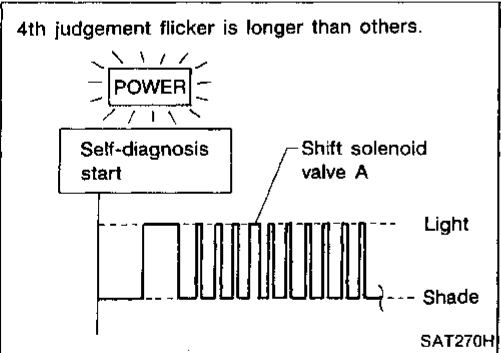 4th judgement flicker is longer than others.
POWER
Self-diagnosis
start
Shift solenoid
valve A
Light
Shade
SAT270H